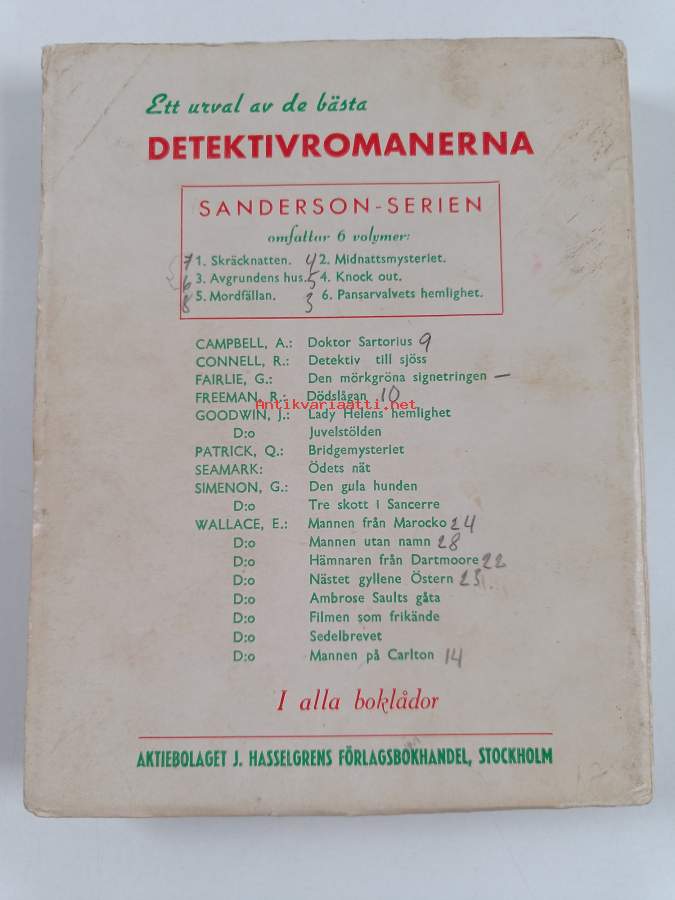 Ett urval av de bästa
DETEKTIVROMANERNA
SANDERSON-SERIEN
omfattar 6 volymer:
7 1. Skräcknatten. 4 2. Midnattsmysteriet.
6 3. Avgrundens hus. 5 4. Knock out.
8 5. Mordfällan. 3 6. Pansarvalvets hemlighet.
CAMPBELL, A.: Doktor Sartorius 9
CONNELL, R.: Detektiv till sjöss
FAIRLIE, G.: Den mörkgröna signetringen —
FREEMAN, R.: Dödslågan 10
Antikvariaatti.net
GOODWIN, J.: Lady Helens hemlighet
D:o Juvelstölden
PATRICK, Q.: Bridgemysteriet
SEAMARK: Ödets nät
SIMENON, G.: Den gula hunden
D:o Tre skott i Sancerre
WALLACE, E.: Mannen från Marocko 24
D:o Mannen utan namn 28
D:o Hämnaren från Dartmoore 22
D:o Nästet gyllene Östern 23
D:o Ambrose Saults gåta
D:o Filmen som frikände
D:o Sedelbrevet
D:o Mannen på Carlton 14
I alla boklådor
AKTIEBOLAGET J. HASSELGRENS FÖRLAGSBOKHANDEL, STOCKHOLM